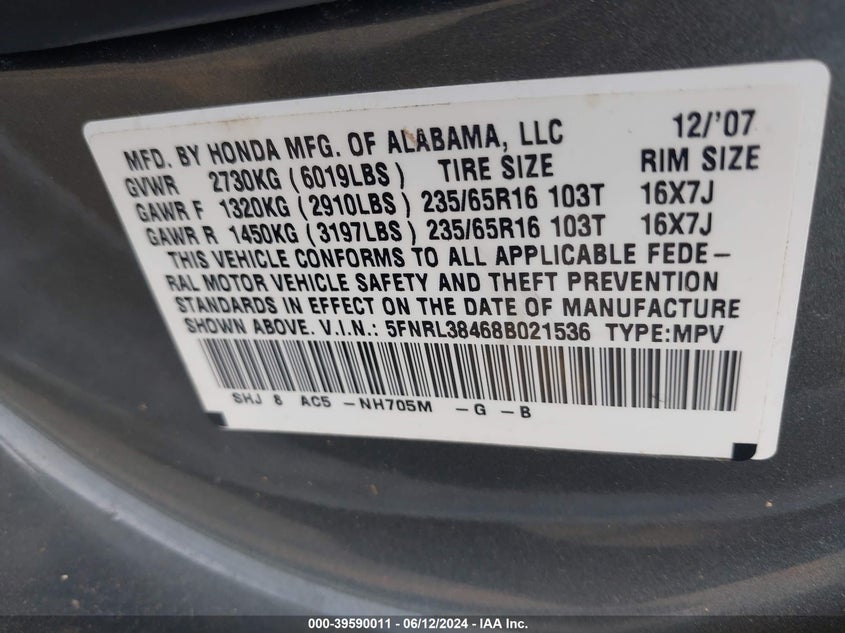 MFD. BY HONDA MFG. OF ALABAMA, LLC 12/'07
GVWR 2730KG (6019LBS) TIRE SIZE RIM SIZE
GAWR F 1320KG (2910LBS) 235/65R16 103T 16X7J
GAWR R 1450KG (3197LBS) 235/65R16 103T 16X7J
THIS VEHICLE CONFORMS TO ALL APPLICABLE FEDE-
RAL MOTOR VEHICLE SAFETY AND THEFT PREVENTION
STANDARDS IN EFFECT ON THE DATE OF MANUFACTURE
SHOWN ABOVE. V.I.N.: 5FNRL38468B021536 TYPE:MPV
SHJ 8 AC5 -NH705M -G -B
000-39590011 - 06/12/2024 - IAA Inc.